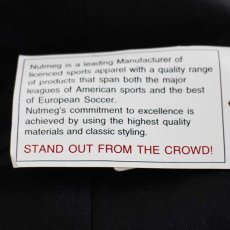 Nutmeg is a leading Manufacturer of
licenced sports apparel with a quality range
of products that span both the major
leagues of American sports and the best
of European Soccer.
Nutmeg's commitment to excellence is
achieved by using the highest quality
materials and classic styling.
STAND OUT FROM THE CROWD!